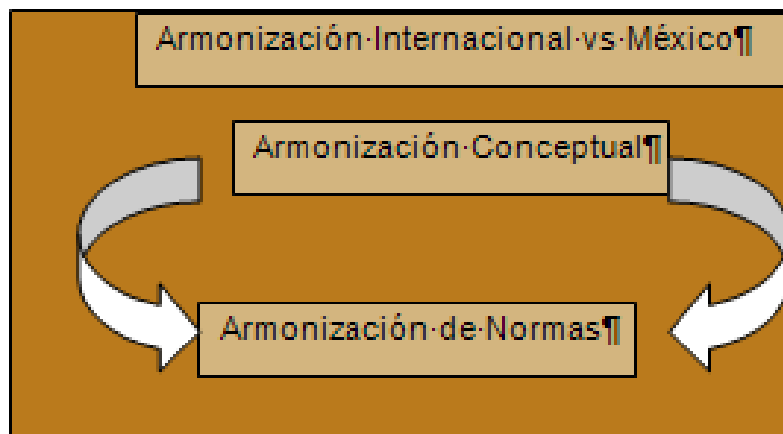 Armonización·Internacional·vs·México¶
Armonización·Conceptual¶
Armonización·de·Normas¶